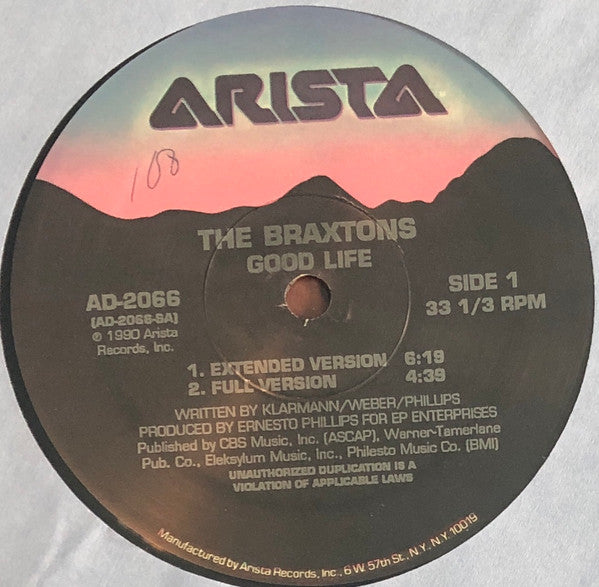 ARISTA
108
THE BRAXTONS
GOOD LIFE
AD-2066
(AD-2066-SA)
℗ 1990 Arista
Records, Inc.
SIDE 1
33 1/3 RPM
1. EXTENDED VERSION 6:19
2. FULL VERSION 4:39
WRITTEN BY KLARMANN/WEBER/PHILLIPS
PRODUCED BY ERNESTO PHILLIPS FOR EP ENTERPRISES
Published by CBS Music, Inc. (ASCAP), Warner-Tamerlane
Pub. Co., Eleksylum Music, Inc., Philesto Music Co. (BMI)
UNAUTHORIZED DUPLICATION IS A
VIOLATION OF APPLICABLE LAWS
Manufactured by Arista Records, Inc., 6 W. 57th St., N.Y., N.Y. 10019